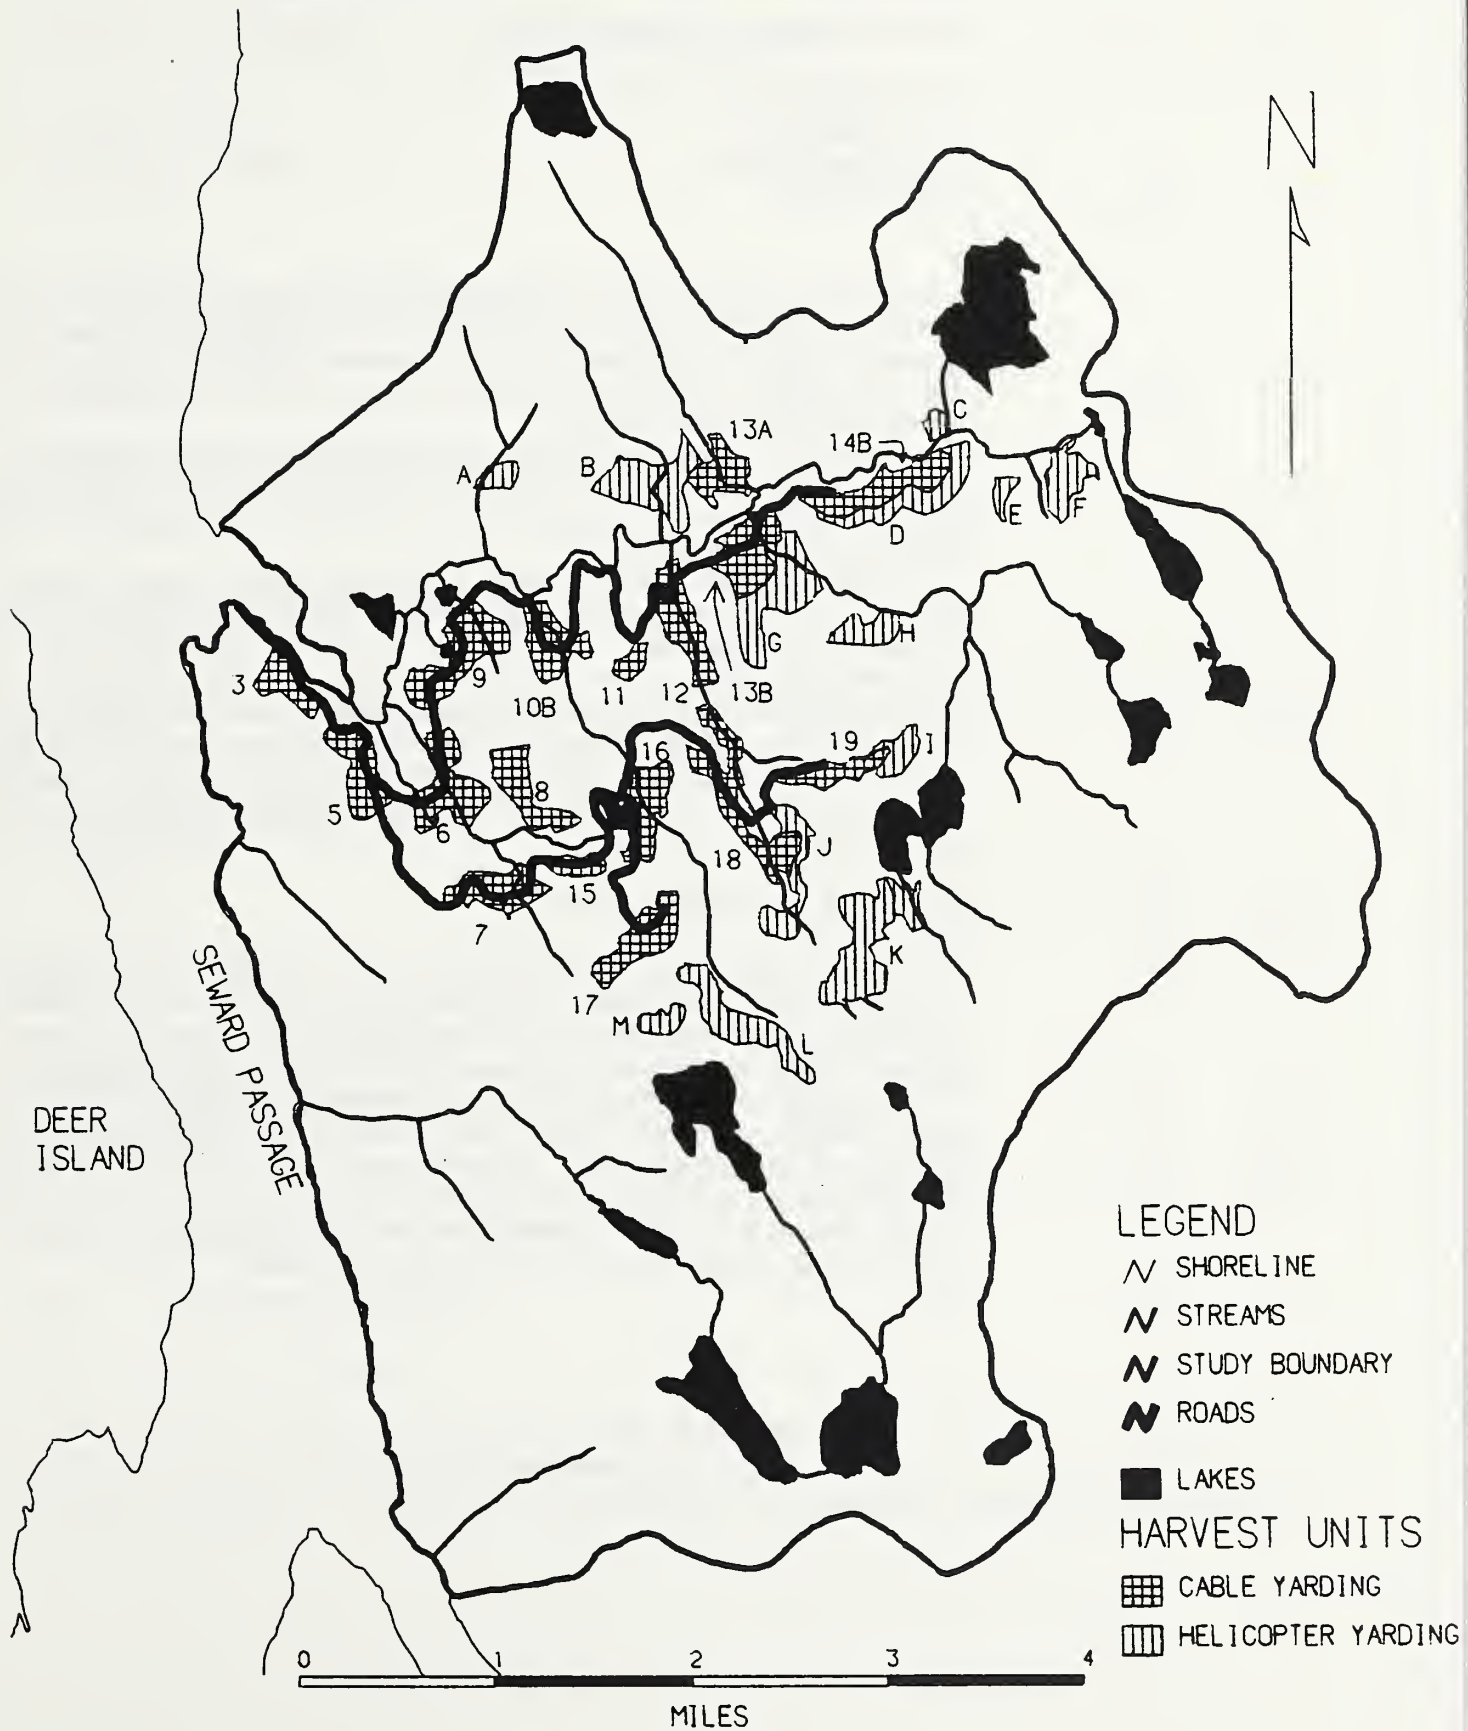 N
C
13A
14B
A
B
E
F
D
G
H
3
9
10B
11
12
13B
16
19
I
5
6
8
18
J
15
7
K
17
M
L
SEWARD PASSAGE
DEER
ISLAND
LEGEND
SHORELINE
STREAMS
STUDY BOUNDARY
ROADS
LAKES
HARVEST UNITS
CABLE YARDING
HELICOPTER YARDING
0 1 2 3 4
MILES